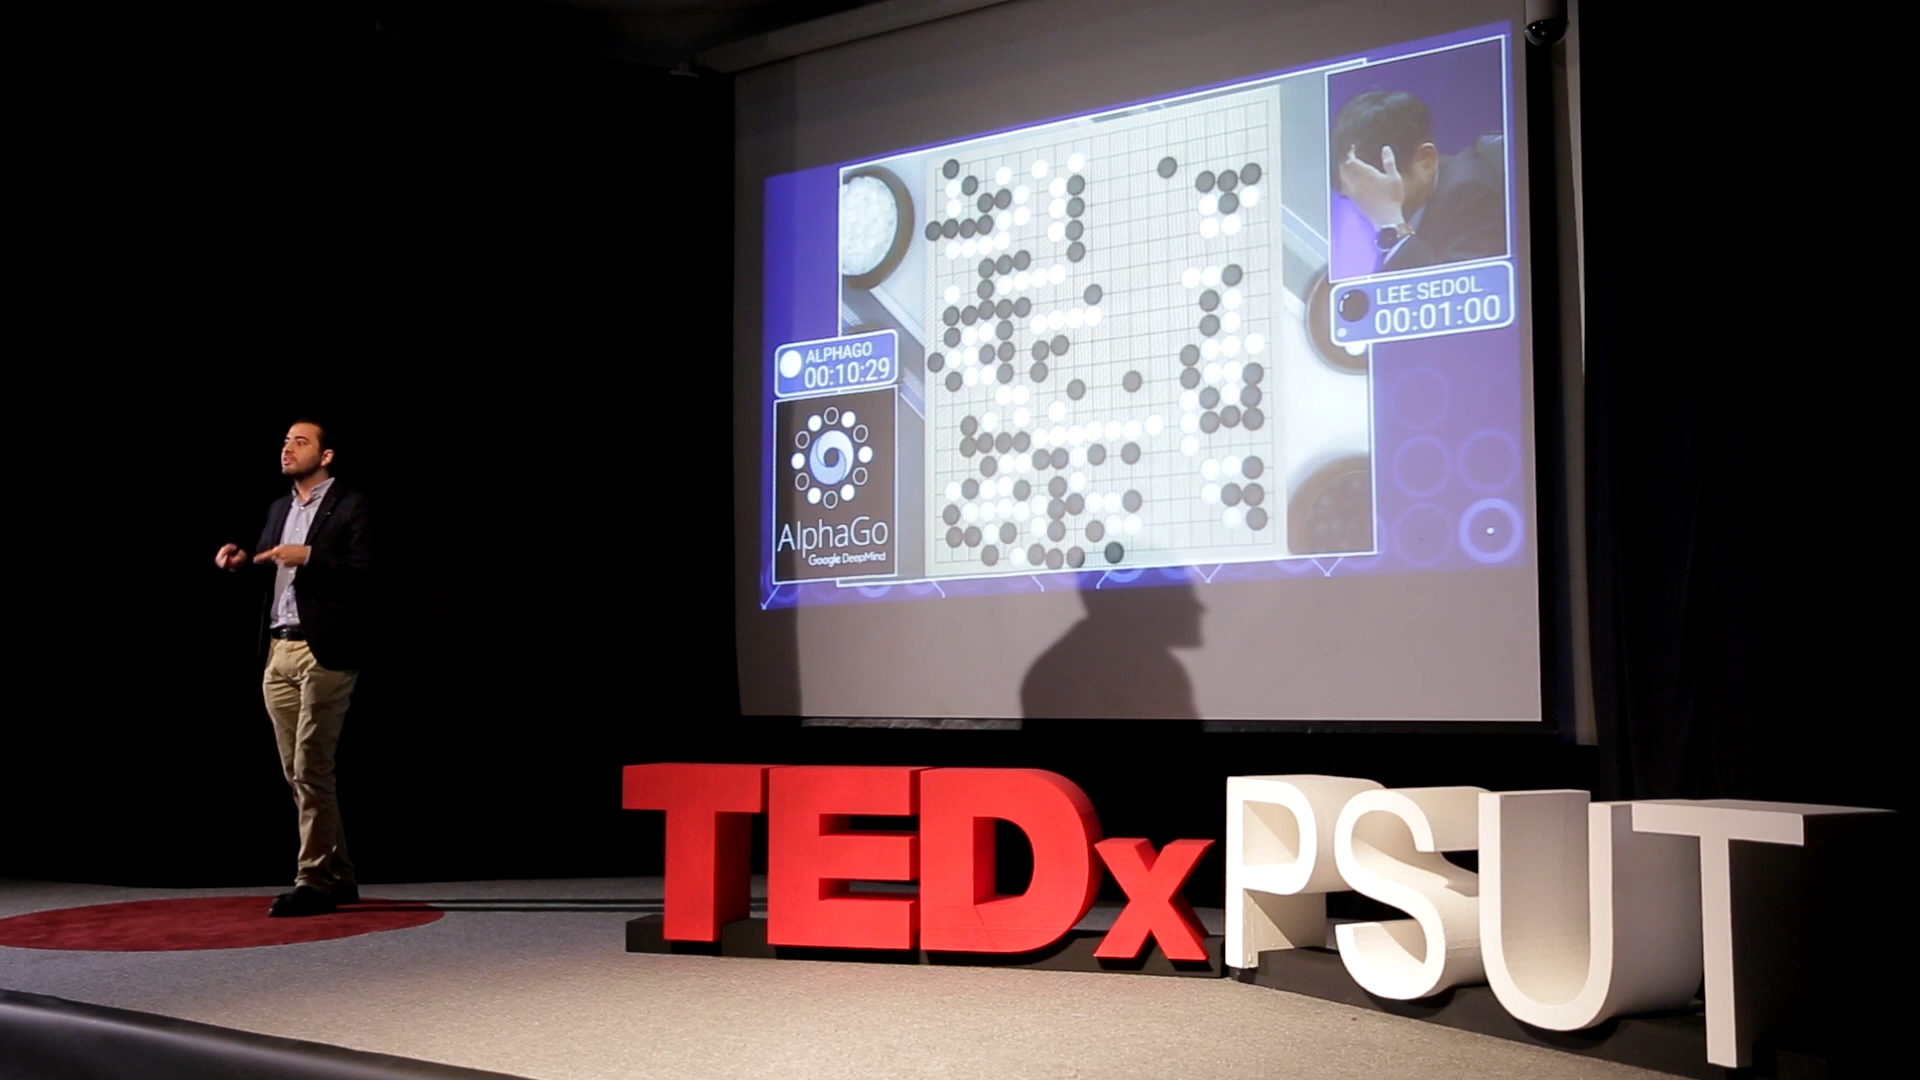 LEE SEDOL
00:01:00
ALPHAGO
00:10:29
AlphaGo
Google DeepMind
TEDxPSUT